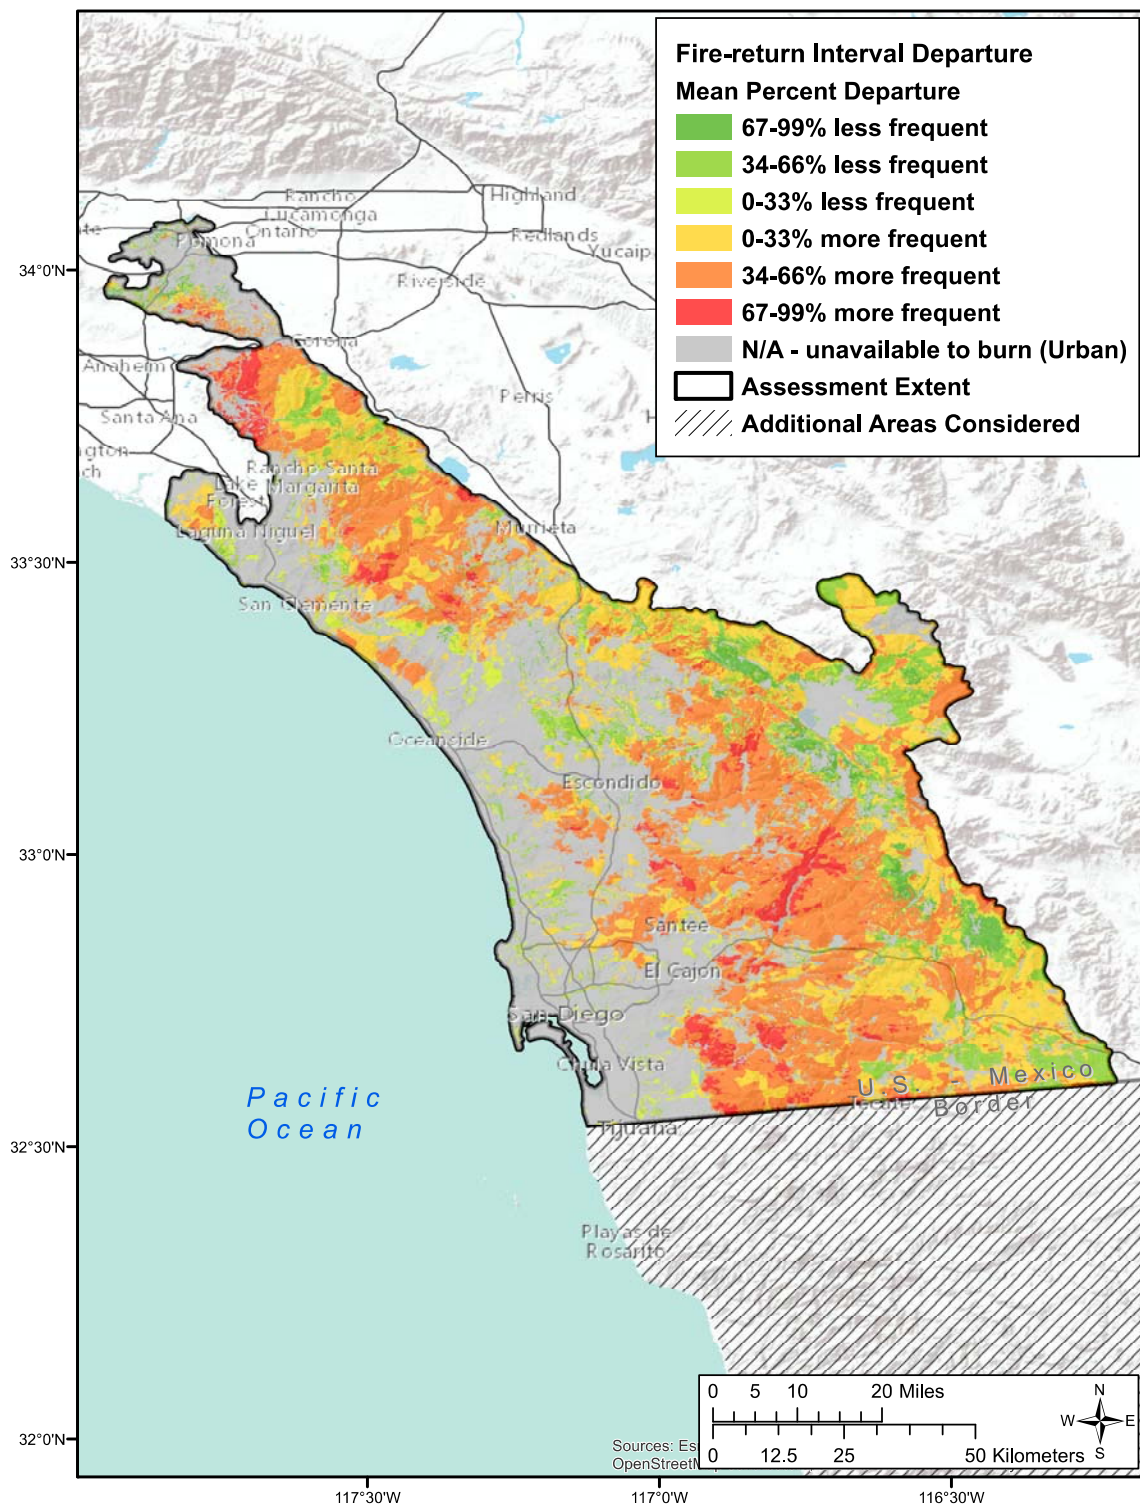 Fire-return Interval Departure
Mean Percent Departure
67-99% less frequent
34-66% less frequent
0-33% less frequent
0-33% more frequent
34-66% more frequent
67-99% more frequent
N/A - unavailable to burn (Urban)
Assessment Extent
Additional Areas Considered
Rancho
Cucamonga
Highland
Ontario
Pomona
Redlands
Yucaip
34°0'N
Riverside
Corona
Anaheim
Perris
Santa Ana
ngton
ch
Rancho Santa
Margarita
Lake
Forest
Laguna Niguel
Murrieta
33°30'N
San Clemente
Oceanside
Escondido
33°0'N
Santee
El Cajon
San Diego
Chula Vista
U.S. - Mexico
Border
Tecate
Pacific
Ocean
Tijuana
32°30'N
Playas de
Rosarito
0 5 10 20 Miles
0 12.5 25 50 Kilometers
N
W E
S
Sources: Es
OpenStreetM
32°0'N
117°30'W 117°0'W 116°30'W